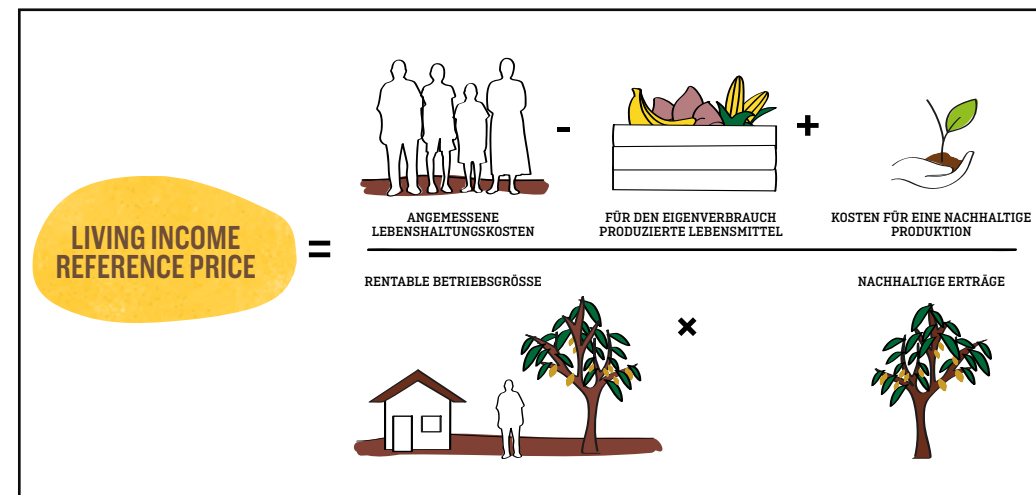 LIVING INCOME
REFERENCE PRICE
=
ANGEMESSENE
LEBENSHALTUNGSKOSTEN
-
FÜR DEN EIGENVERBRAUCH
PRODUZIERTE LEBENSMITTEL
+
KOSTEN FÜR EINE NACHHALTIGE
PRODUKTION
RENTABLE BETRIEBSGRÖSSE
×
NACHHALTIGE ERTRÄGE